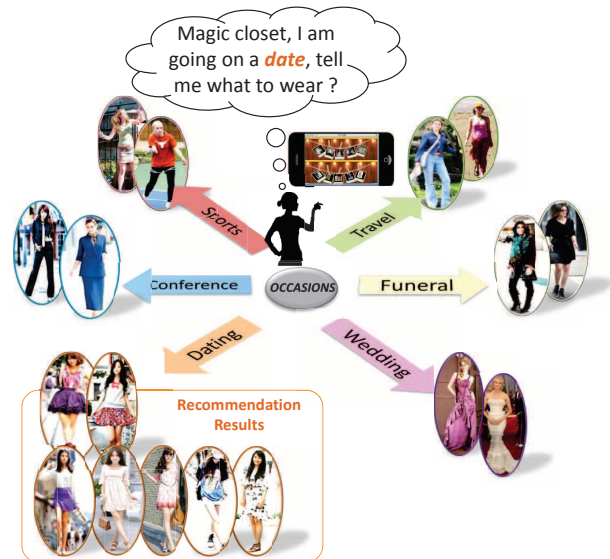 Magic closet, I am
going on a date, tell
me what to wear ?
Sports
Travel
Conference
OCCASIONS
Funeral
Dating
Wedding
Recommendation
Results